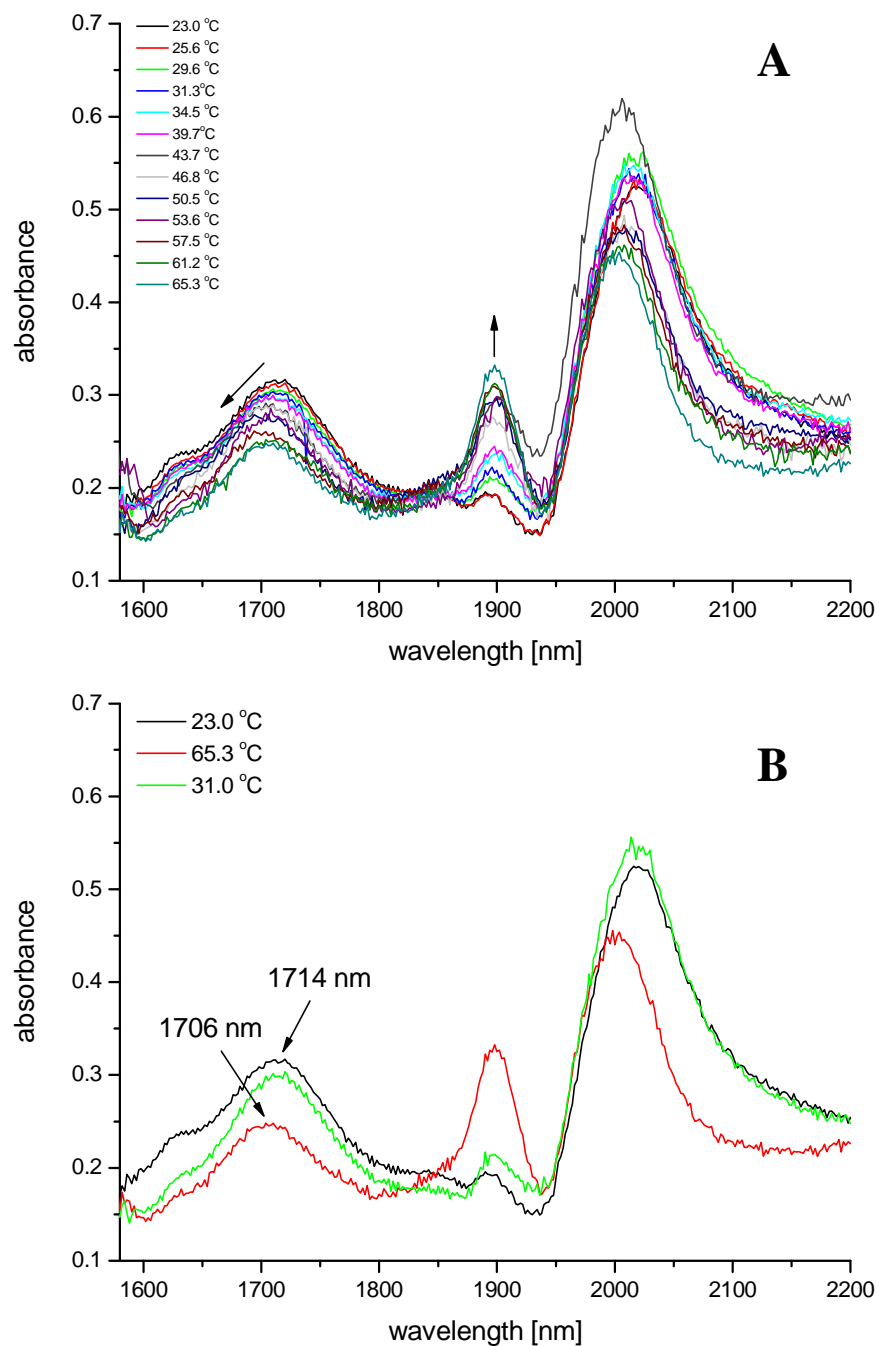 0.7
23.0 °C
25.6 °C
29.6 °C
31.3°C
34.5 °C
39.7°C
43.7 °C
46.8 °C
50.5 °C
53.6 °C
57.5 °C
61.2 °C
65.3 °C
A
0.6
0.5
0.4
0.3
0.2
0.1
absorbance
1600 1700 1800 1900 2000 2100 2200
wavelength [nm]
0.7
23.0 °C
65.3 °C
31.0 °C
B
0.6
0.5
0.4
1714 nm
1706 nm
0.3
0.2
0.1
absorbance
1600 1700 1800 1900 2000 2100 2200
wavelength [nm]